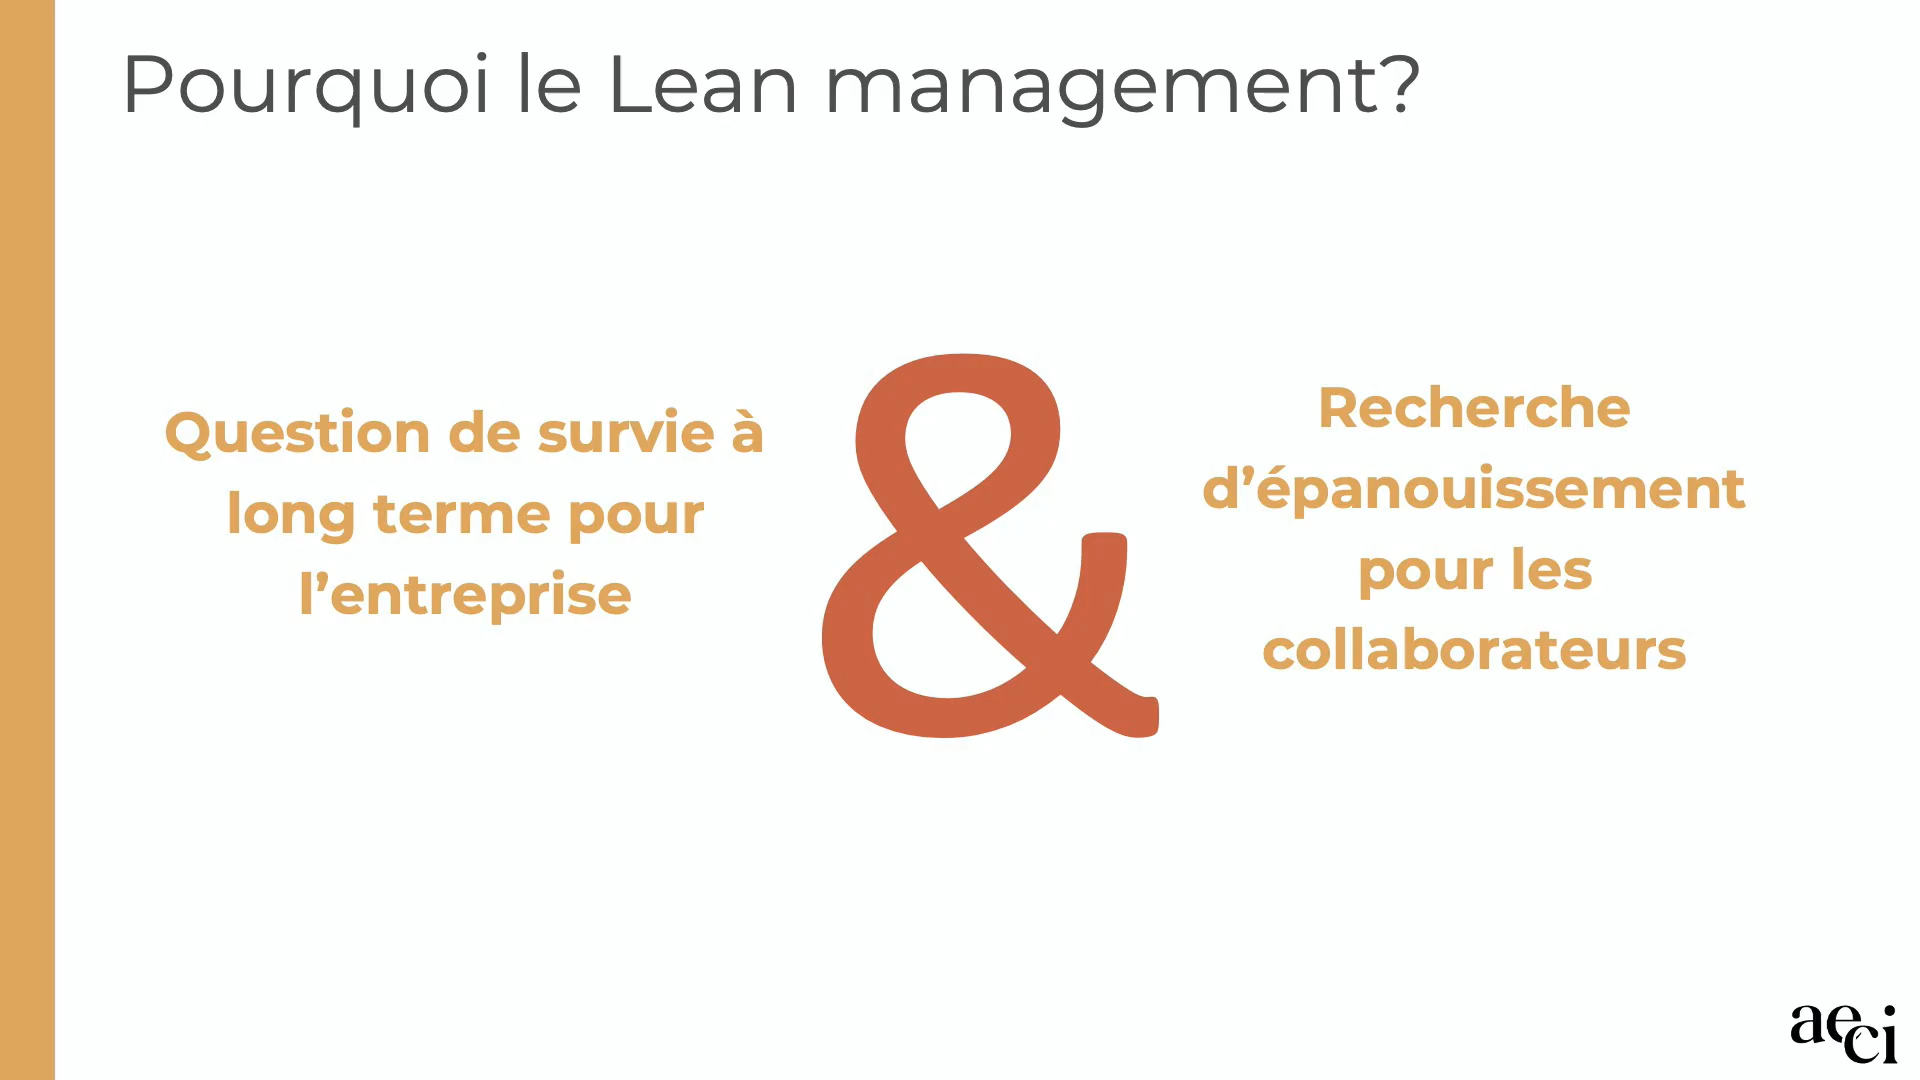 Pourquoi le Lean management?
Question de survie à
long terme pour
l’entreprise
&
Recherche
d’épanouissement
pour les
collaborateurs
aeci